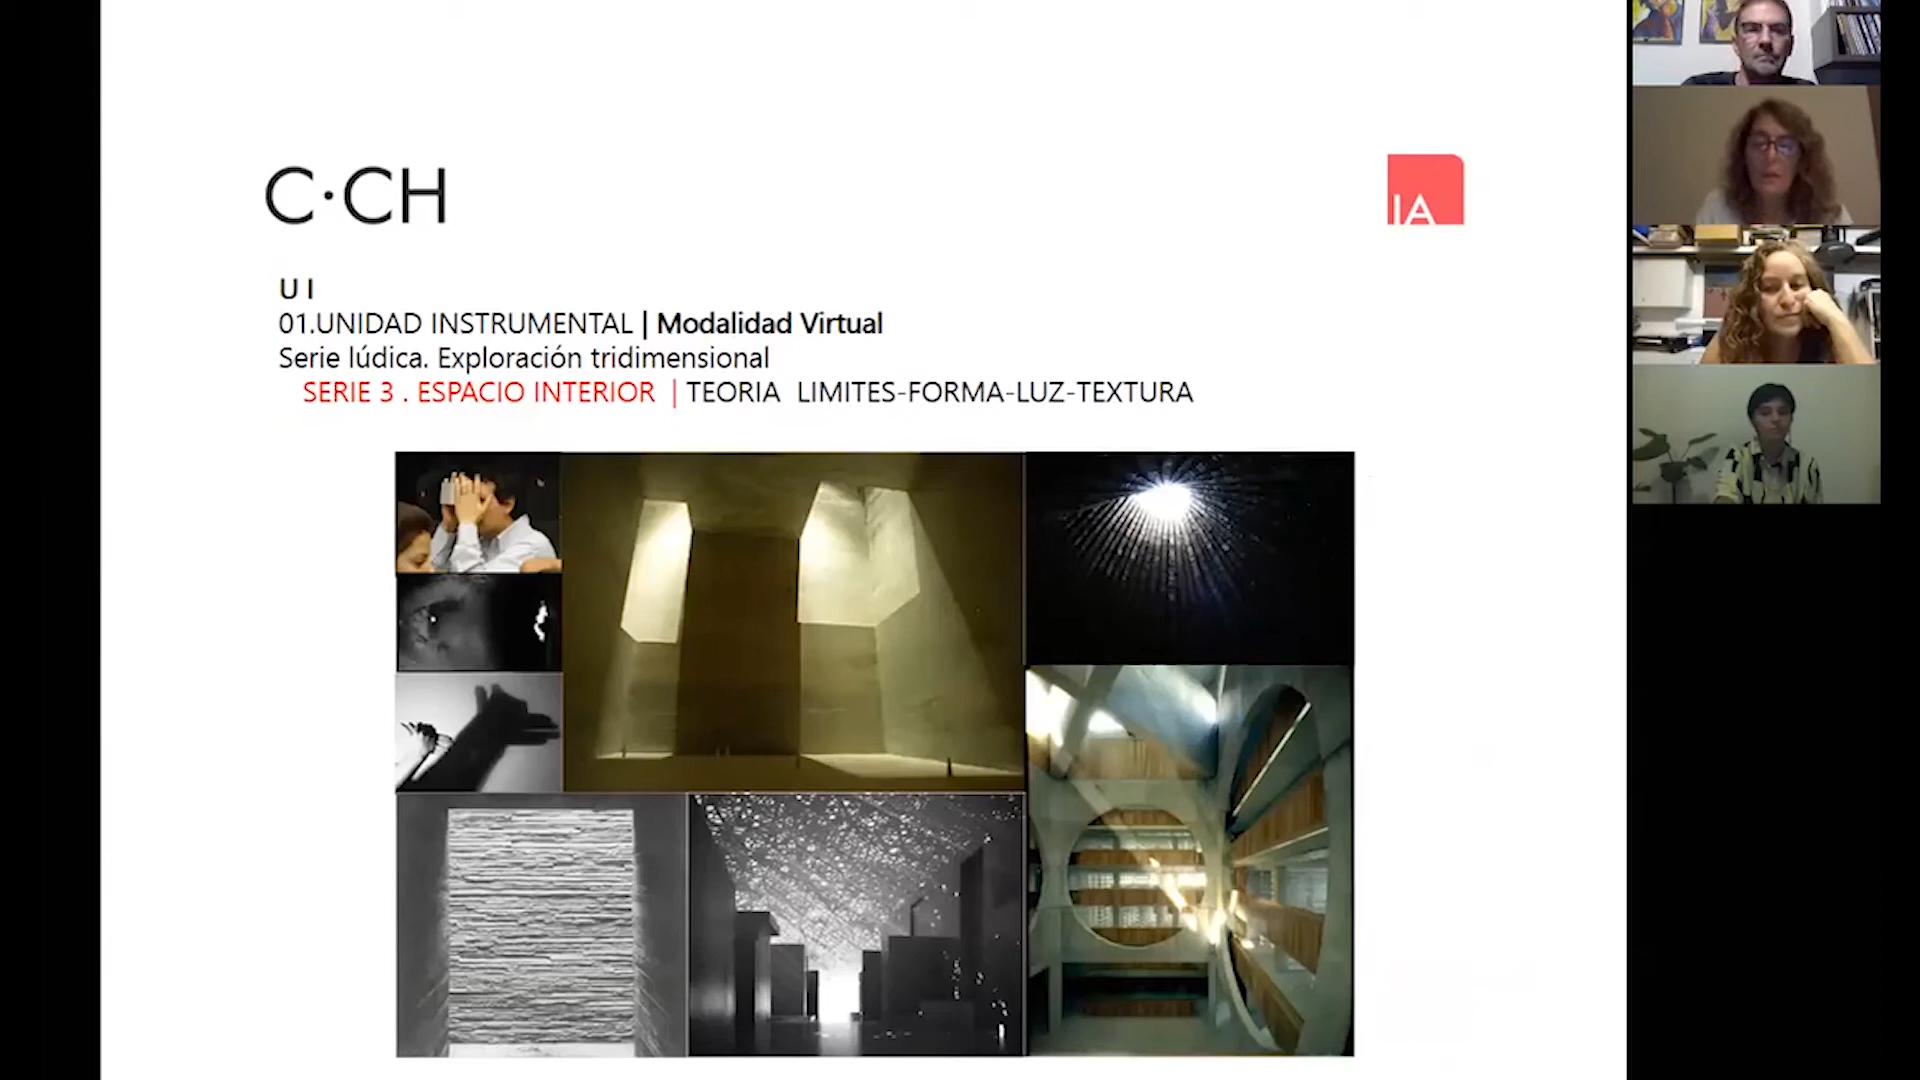 C·CH
IA
U I
01.UNIDAD INSTRUMENTAL | Modalidad Virtual
Serie lúdica. Exploración tridimensional
SERIE 3 . ESPACIO INTERIOR | TEORIA LIMITES-FORMA-LUZ-TEXTURA